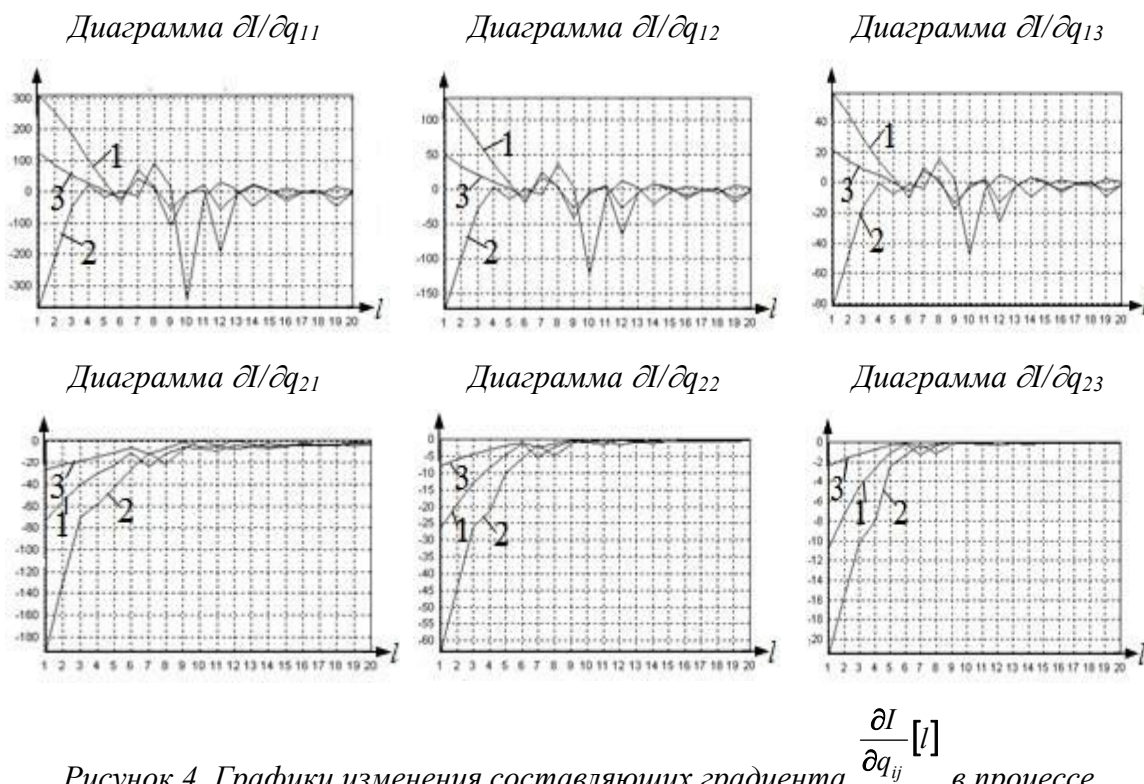 Диаграмма ∂I/∂q₁₁ Диаграмма ∂I/∂q₁₂ Диаграмма ∂I/∂q₁₃
300 200 100 0 -100 -200 -300
1 3 2
1 2 3 4 5 6 7 8 9 10 11 12 13 14 15 16 17 18 19 20 l
100 50 0 -50 -100 -150
1 3 2
1 2 3 4 5 6 7 8 9 10 11 12 13 14 15 16 17 18 19 20 l
40 20 0 -20 -40 -60 -80
1 3 2
1 2 3 4 5 6 7 8 9 10 11 12 13 14 15 16 17 18 19 20 l
Диаграмма ∂I/∂q₂₁ Диаграмма ∂I/∂q₂₂ Диаграмма ∂I/∂q₂₃
0 -20 -40 -60 -80 -100 -120 -140 -160 -180
3 1 2
1 2 3 4 5 6 7 8 9 10 11 12 13 14 15 16 17 18 19 20 l
0 -5 -10 -15 -20 -25 -30 -35 -40 -45 -50 -55 -60
3 1 2
1 2 3 4 5 6 7 8 9 10 11 12 13 14 15 16 17 18 19 20 l
0 -2 -4 -6 -8 -10 -12 -14 -16 -18 -20
3 1 2
1 2 3 4 5 6 7 8 9 10 11 12 13 14 15 16 17 18 19 20 l
Рисунок 4. Графики изменения составляющих градиента ∂I/∂qᵢⱼ[l] в процессе